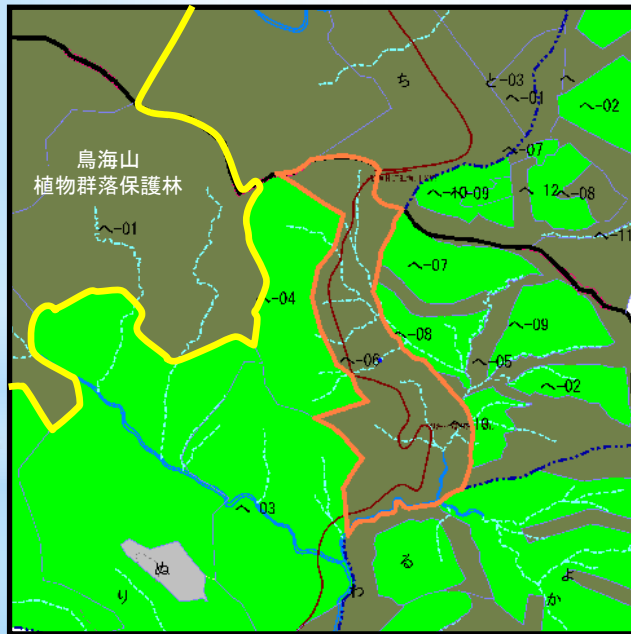 ち
と-03
へ
へ-01
へ-02
鳥海山
植物群落保護林
へ-07
へ-09
へ 12
へ-08
へ-01
へ-11
へ-07
へ-04
へ-08
へ-09
へ-06
へ-05
へ-02
へ-10
へ-03
ぬ
る
り
わ
よ
か